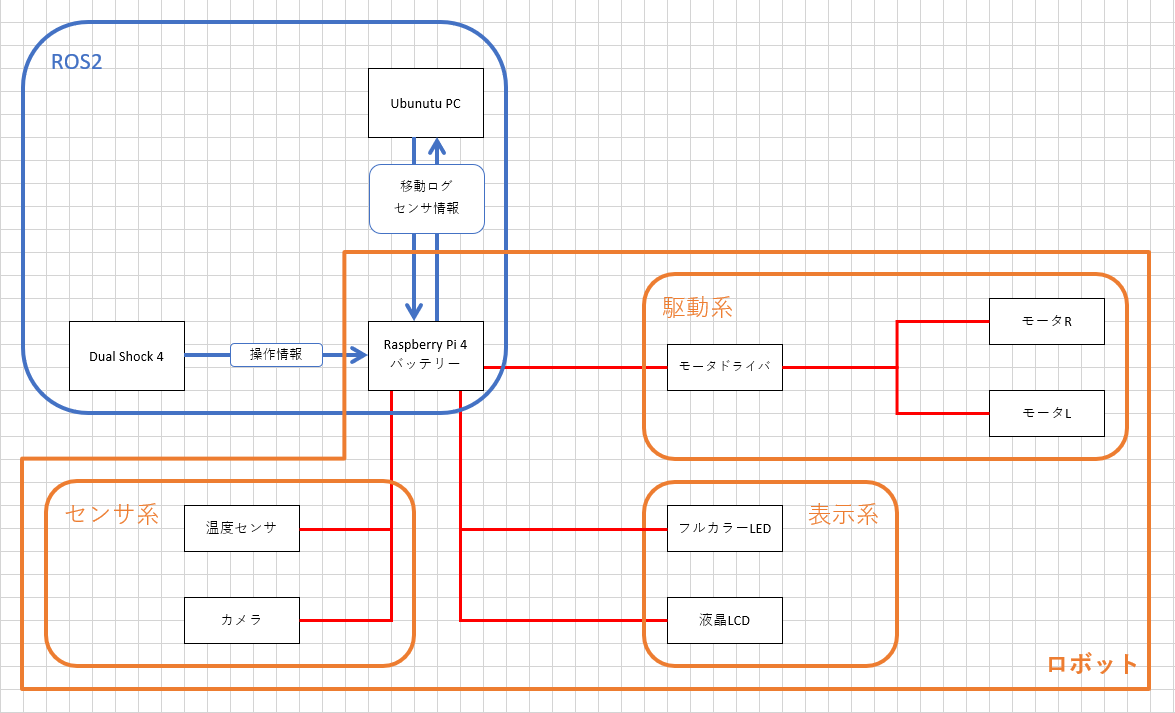 ROS2
Ubunutu PC
移動ログ
センサ情報
Dual Shock 4
操作情報
Raspberry Pi 4
バッテリー
駆動系
モータドライバ
モータR
モータL
センサ系
温度センサ
カメラ
表示系
フルカラーLED
液晶LCD
ロボット